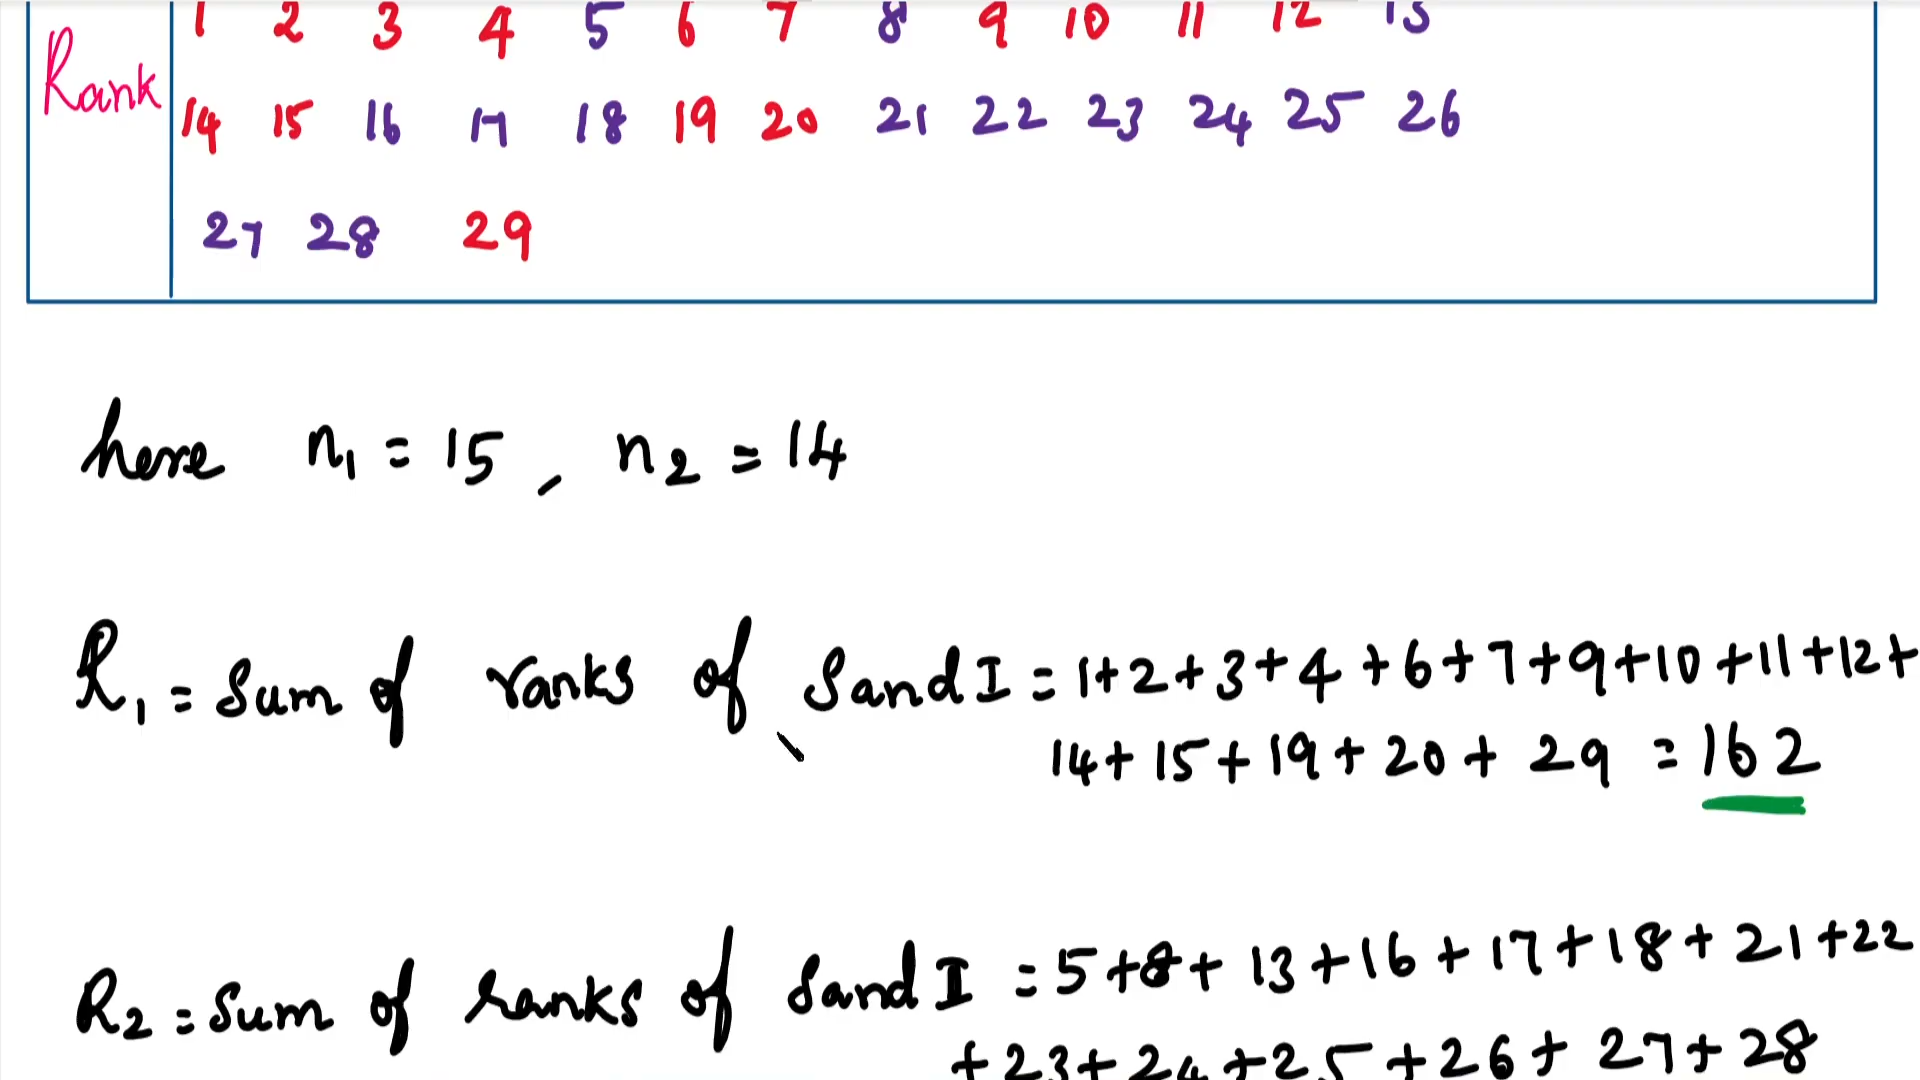 1 2 3 4 5 6 7 8 9 10 11 12 13
Rank
14 15 16 17 18 19 20 21 22 23 24 25 26
27 28 29
here n₁ = 15, n₂ = 14
R₁ = Sum of ranks of Sand I = 1+2+3+4+6+7+9+10+11+12+
14+15+19+20+29 = 162
R₂ = Sum of ranks of Sand II = 5+8+13+16+17+18+21+22
+23+24+25+26+27+28